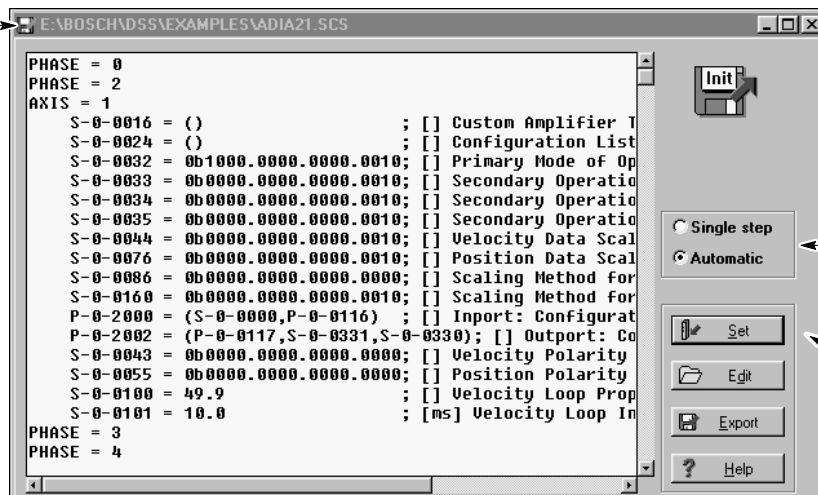 E:\BOSCH\DSS\EXAMPLES\ADIA21.SCS
PHASE = 0
PHASE = 2
AXIS = 1
S-0-0016 = () ; [] Custom Amplifier T
S-0-0024 = () ; [] Configuration List
S-0-0032 = 0b1000.0000.0000.0010; [] Primary Mode of Op
S-0-0033 = 0b0000.0000.0000.0010; [] Secondary Operatio
S-0-0034 = 0b0000.0000.0000.0010; [] Secondary Operatio
S-0-0035 = 0b0000.0000.0000.0010; [] Secondary Operatio
S-0-0044 = 0b0000.0000.0000.0010; [] Velocity Data Scal
S-0-0076 = 0b0000.0000.0000.0010; [] Position Data Scal
S-0-0086 = 0b0000.0000.0000.0000; [] Scaling Method for
S-0-0160 = 0b0000.0000.0000.0010; [] Scaling Method for
P-0-2000 = (S-0-0000,P-0-0116) ; [] Inport: Configurat
P-0-2002 = (P-0-0117,S-0-0331,S-0-0330); [] Outport: Co
S-0-0043 = 0b0000.0000.0000.0000; [] Velocity Polarity
S-0-0055 = 0b0000.0000.0000.0000; [] Position Polarity
S-0-0100 = 49.9 ; [] Velocity Loop Prop
S-0-0101 = 10.0 ; [ms] Velocity Loop In
PHASE = 3
PHASE = 4
Init
Single step
Automatic
Set
Edit
Export
Help